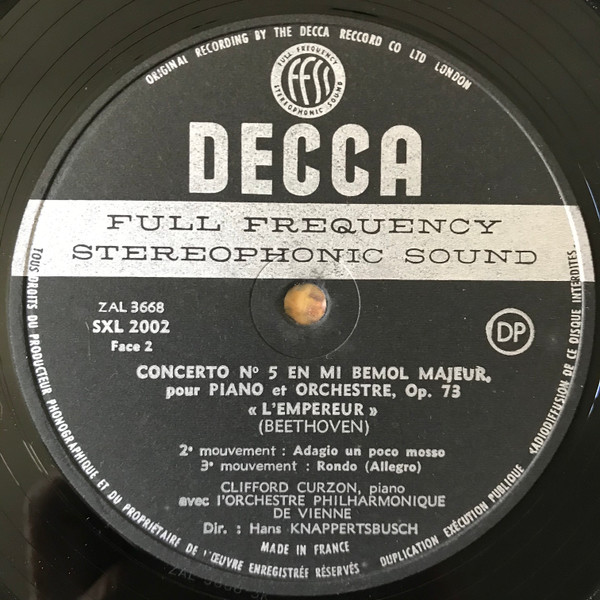 ORIGINAL RECORDING BY THE DECCA RECCORD CO LTD LONDON
FULL FREQUENCY
ffss
STEREOPHONIC SOUND
DECCA
FULL FREQUENCY
STEREOPHONIC SOUND
ZAL 3668
SXL 2002
Face 2
DP
CONCERTO Nº 5 EN MI BEMOL MAJEUR,
pour PIANO et ORCHESTRE, Op. 73
« L'EMPEREUR »
(BEETHOVEN)
2e mouvement : Adagio un poco mosso
3e mouvement : Rondo (Allegro)
CLIFFORD CURZON, piano
avec l'ORCHESTRE PHILHARMONIQUE
DE VIENNE
Dir. : Hans KNAPPERTSBUSCH
MADE IN FRANCE
TOUS DROITS DU PRODUCTEUR PHONOGRAPHIQUE ET DU PROPRIÉTAIRE DE L'ŒUVRE ENREGISTRÉE RÉSERVÉS
DUPLICATION EXÉCUTION PUBLIQUE RADIODIFFUSION DE CE DISQUE INTERDITES